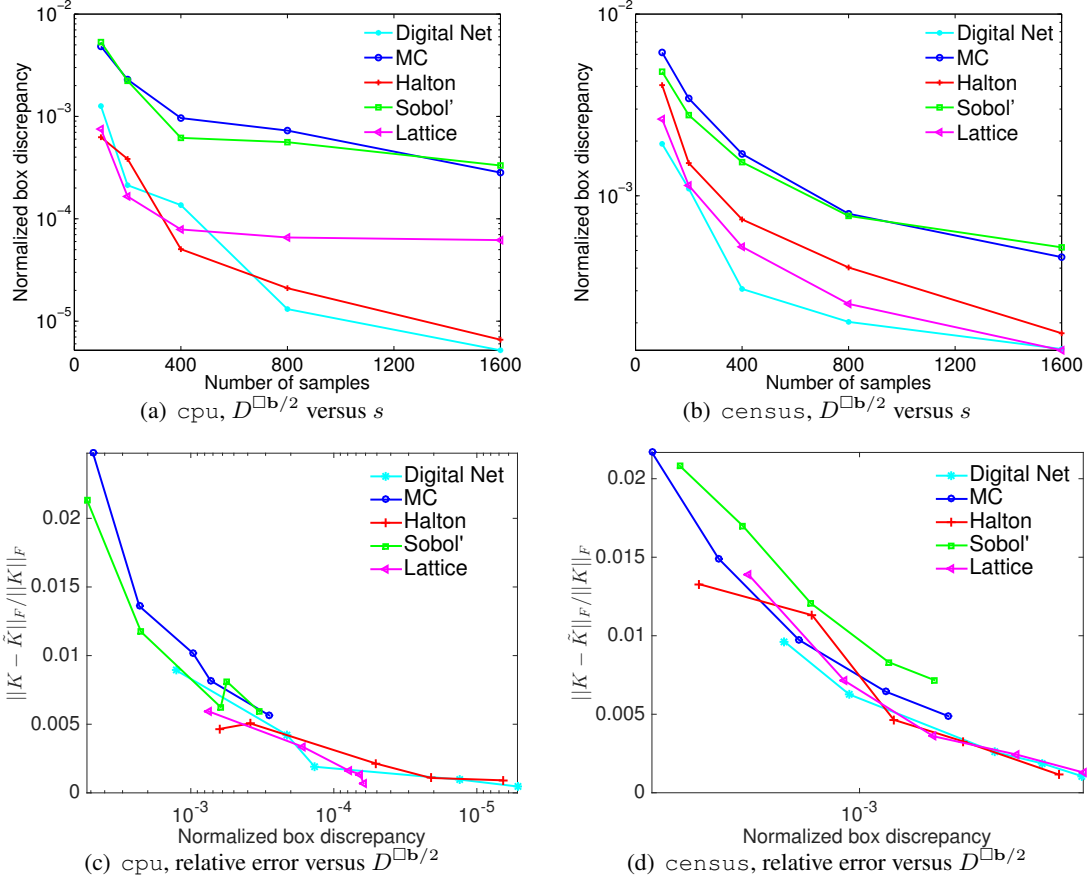 10^-2
10^-3
10^-4
10^-5
Normalized box discrepancy
Digital Net
MC
Halton
Sobol'
Lattice
0
400
800
1200
1600
Number of samples
(a) cpu, D^□b/2 versus s
10^-2
10^-3
Normalized box discrepancy
Digital Net
MC
Halton
Sobol'
Lattice
0
400
800
1200
1600
Number of samples
(b) census, D^□b/2 versus s
0.02
0.015
0.01
0.005
0
||K − K̃||_F/||K||_F
Digital Net
MC
Halton
Sobol'
Lattice
10^-3
10^-4
10^-5
Normalized box discrepancy
(c) cpu, relative error versus D^□b/2
0.02
0.015
0.01
0.005
0
||K − K̃||_F/||K||_F
Digital Net
MC
Halton
Sobol'
Lattice
10^-3
Normalized box discrepancy
(d) census, relative error versus D^□b/2